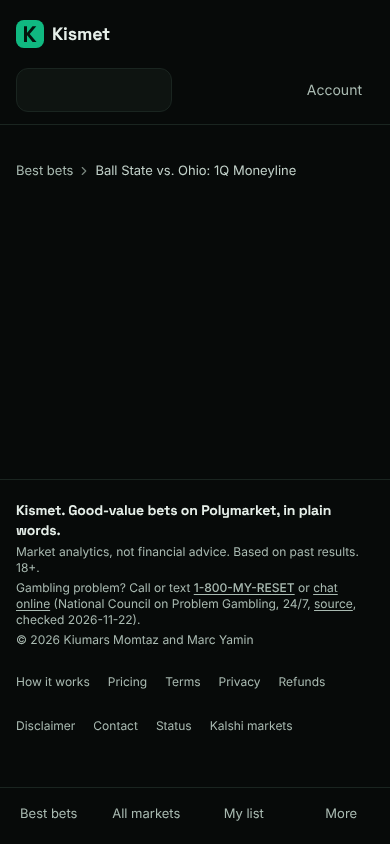 K Kismet
Account
Best bets > Ball State vs. Ohio: 1Q Moneyline
Kismet. Good-value bets on Polymarket, in plain
words.
Market analytics, not financial advice. Based on past results.
18+.
Gambling problem? Call or text 1-800-MY-RESET or chat
online (National Council on Problem Gambling, 24/7, source,
checked 2026-11-22).
© 2026 Kiumars Momtaz and Marc Yamin
How it works Pricing Terms Privacy Refunds
Disclaimer Contact Status Kalshi markets
Best bets All markets My list More